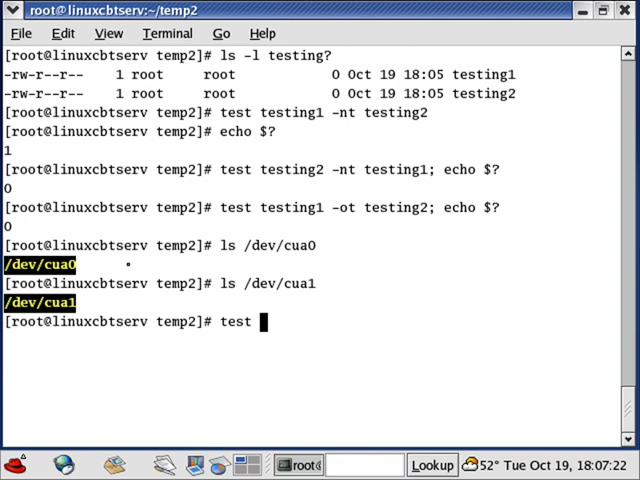 root@linuxcbtserv:~/temp2
File Edit View Terminal Go Help
[root@linuxcbtserv temp2]# ls -l testing?
-rw-r--r-- 1 root root 0 Oct 19 18:05 testing1
-rw-r--r-- 1 root root 0 Oct 19 18:05 testing2
[root@linuxcbtserv temp2]# test testing1 -nt testing2
[root@linuxcbtserv temp2]# echo $?
1
[root@linuxcbtserv temp2]# test testing2 -nt testing1; echo $?
0
[root@linuxcbtserv temp2]# test testing1 -ot testing2; echo $?
0
[root@linuxcbtserv temp2]# ls /dev/cua0
/dev/cua0
[root@linuxcbtserv temp2]# ls /dev/cua1
/dev/cua1
[root@linuxcbtserv temp2]# test
root@ Lookup 52° Tue Oct 19, 18:07:22